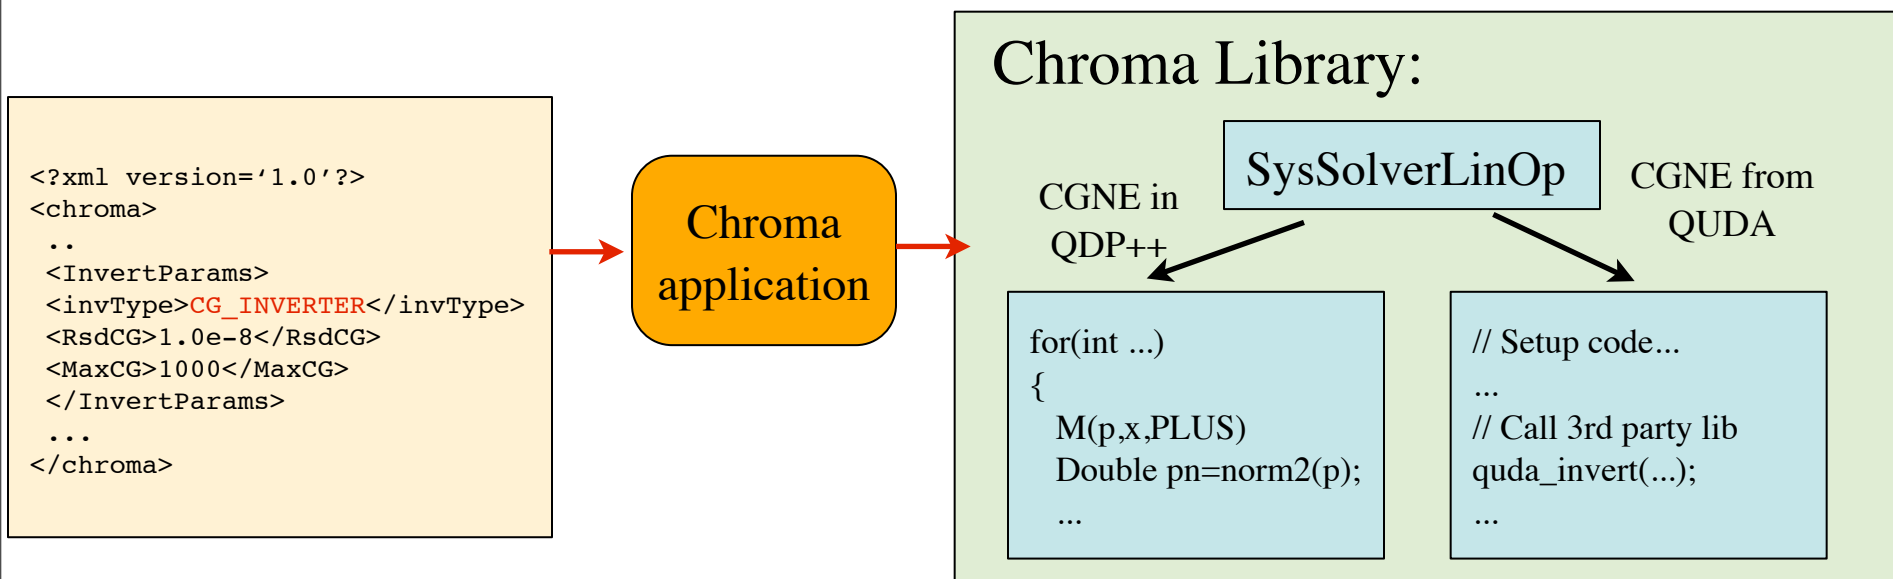 <?xml version=‘1.0’?>
<chroma>
..
<InvertParams>
<invType>CG_INVERTER</invType>
<RsdCG>1.0e-8</RsdCG>
<MaxCG>1000</MaxCG>
</InvertParams>
...
</chroma>
Chroma
application
Chroma Library:
SysSolverLinOp
CGNE in
QDP++
CGNE from
QUDA
for(int ...)
{
M(p,x,PLUS)
Double pn=norm2(p);
...
// Setup code...
...
// Call 3rd party lib
quda_invert(...);
...